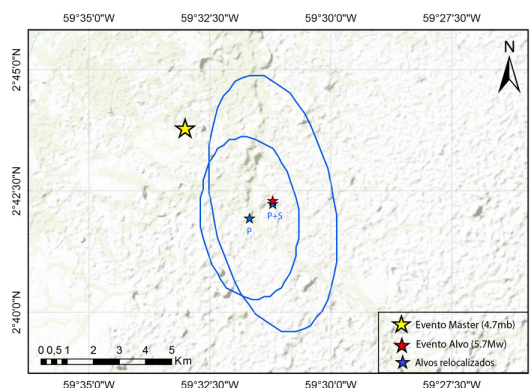 59°35'0"W 59°32'30"W 59°30'0"W 59°27'30"W
2°45'0"N
2°42'30"N
2°40'0"N
N
P+S
P
0 0,5 1 2 3 4 5
Km
Evento Master (4.7mb)
Evento Alvo (5.7Mw)
Alvos relocalizados
59°35'0"W 59°32'30"W 59°30'0"W 59°27'30"W